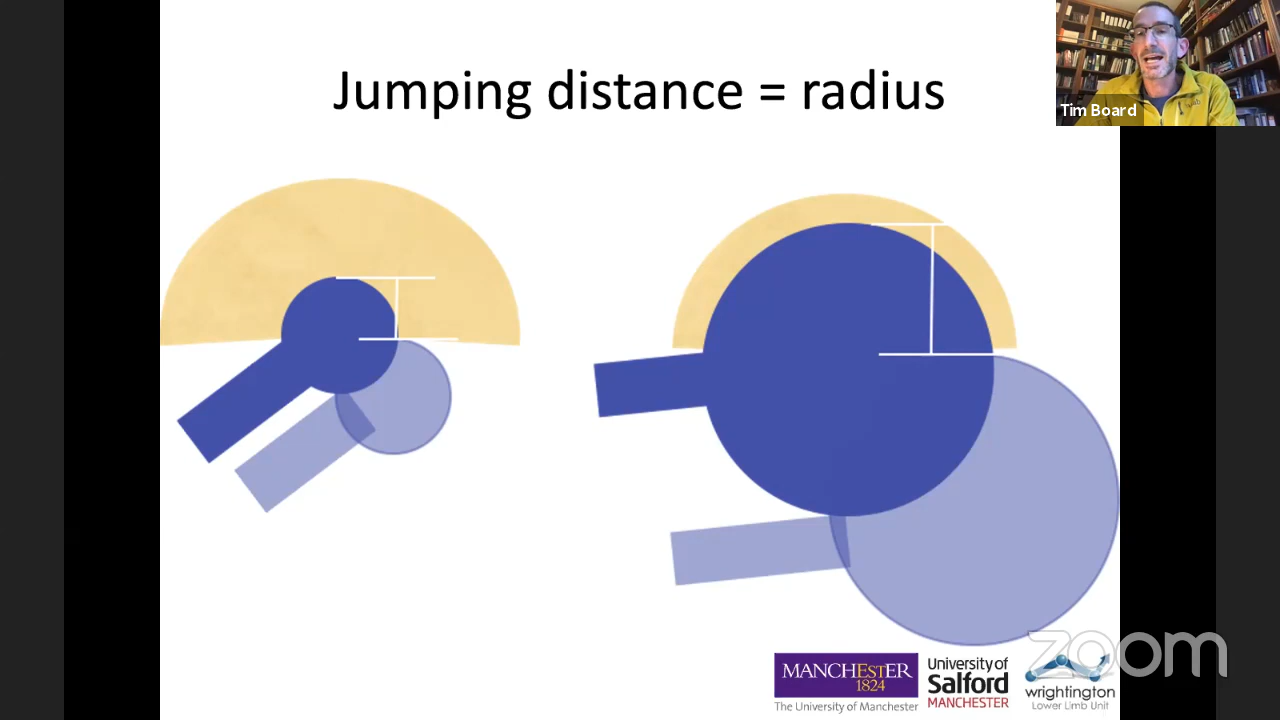 Jumping distance = radius
Tim Board
MANCHESTER
1824
The University of Manchester
University of
Salford
MANCHESTER
wrightington
Lower Limb Unit
zoom